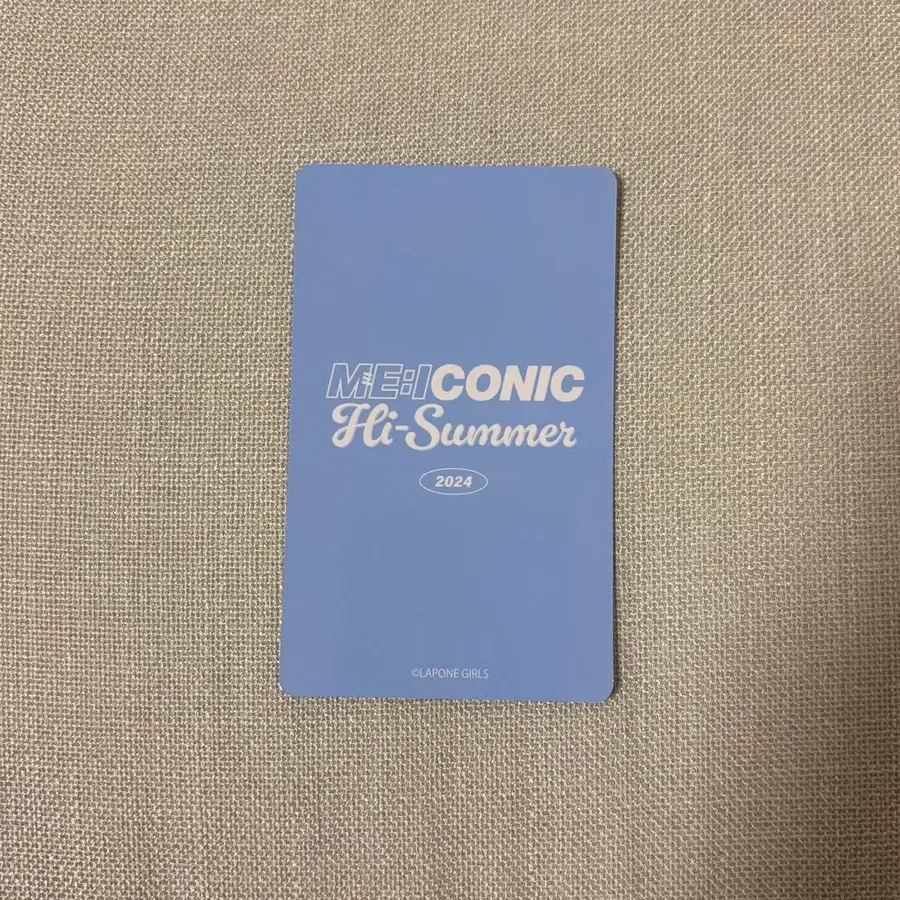 ME:ICONIC
Hi-Summer
2024
©LAPONE GIRLS